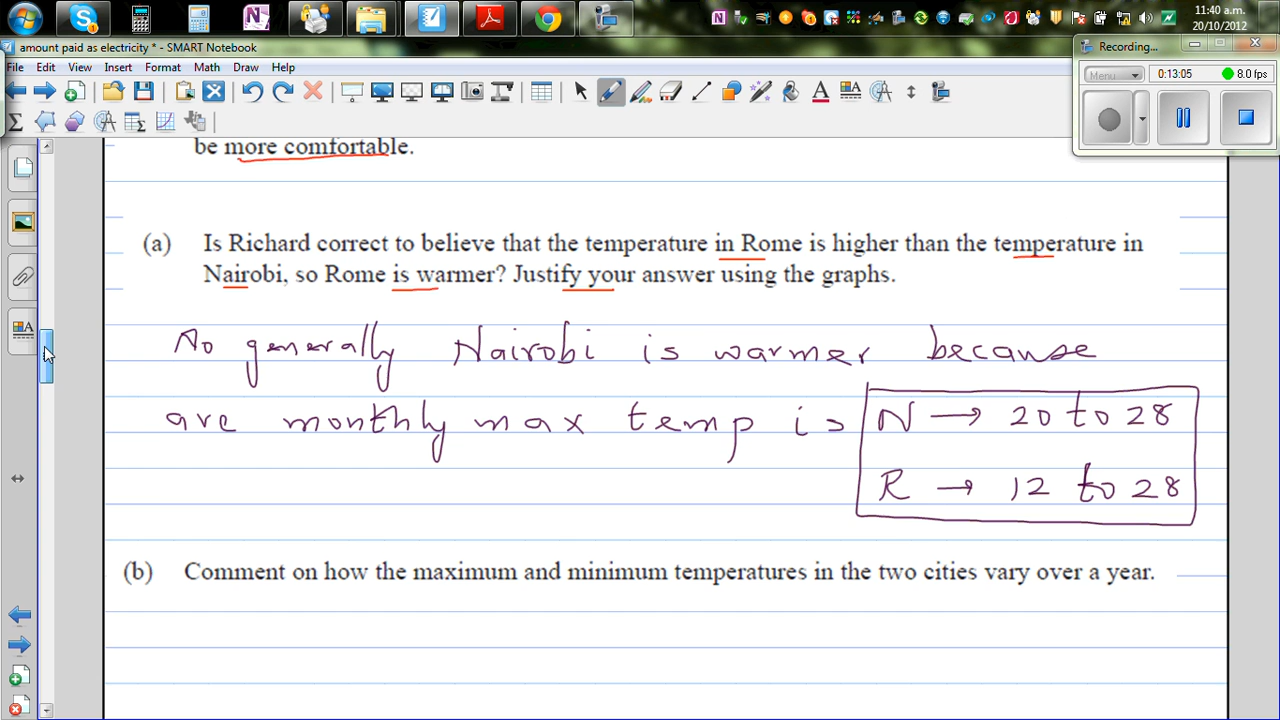 11:40 a.m.
20/10/2012
amount paid as electricity * - SMART Notebook
Recording...
File Edit View Insert Format Math Draw Help
Menu
0:13:05
8.0 fps
be more comfortable.
(a) Is Richard correct to believe that the temperature in Rome is higher than the temperature in
Nairobi, so Rome is warmer? Justify your answer using the graphs.
No generally Nairobi is warmer because
are monthly max temp is N → 20 to 28
R → 12 to 28
(b) Comment on how the maximum and minimum temperatures in the two cities vary over a year.